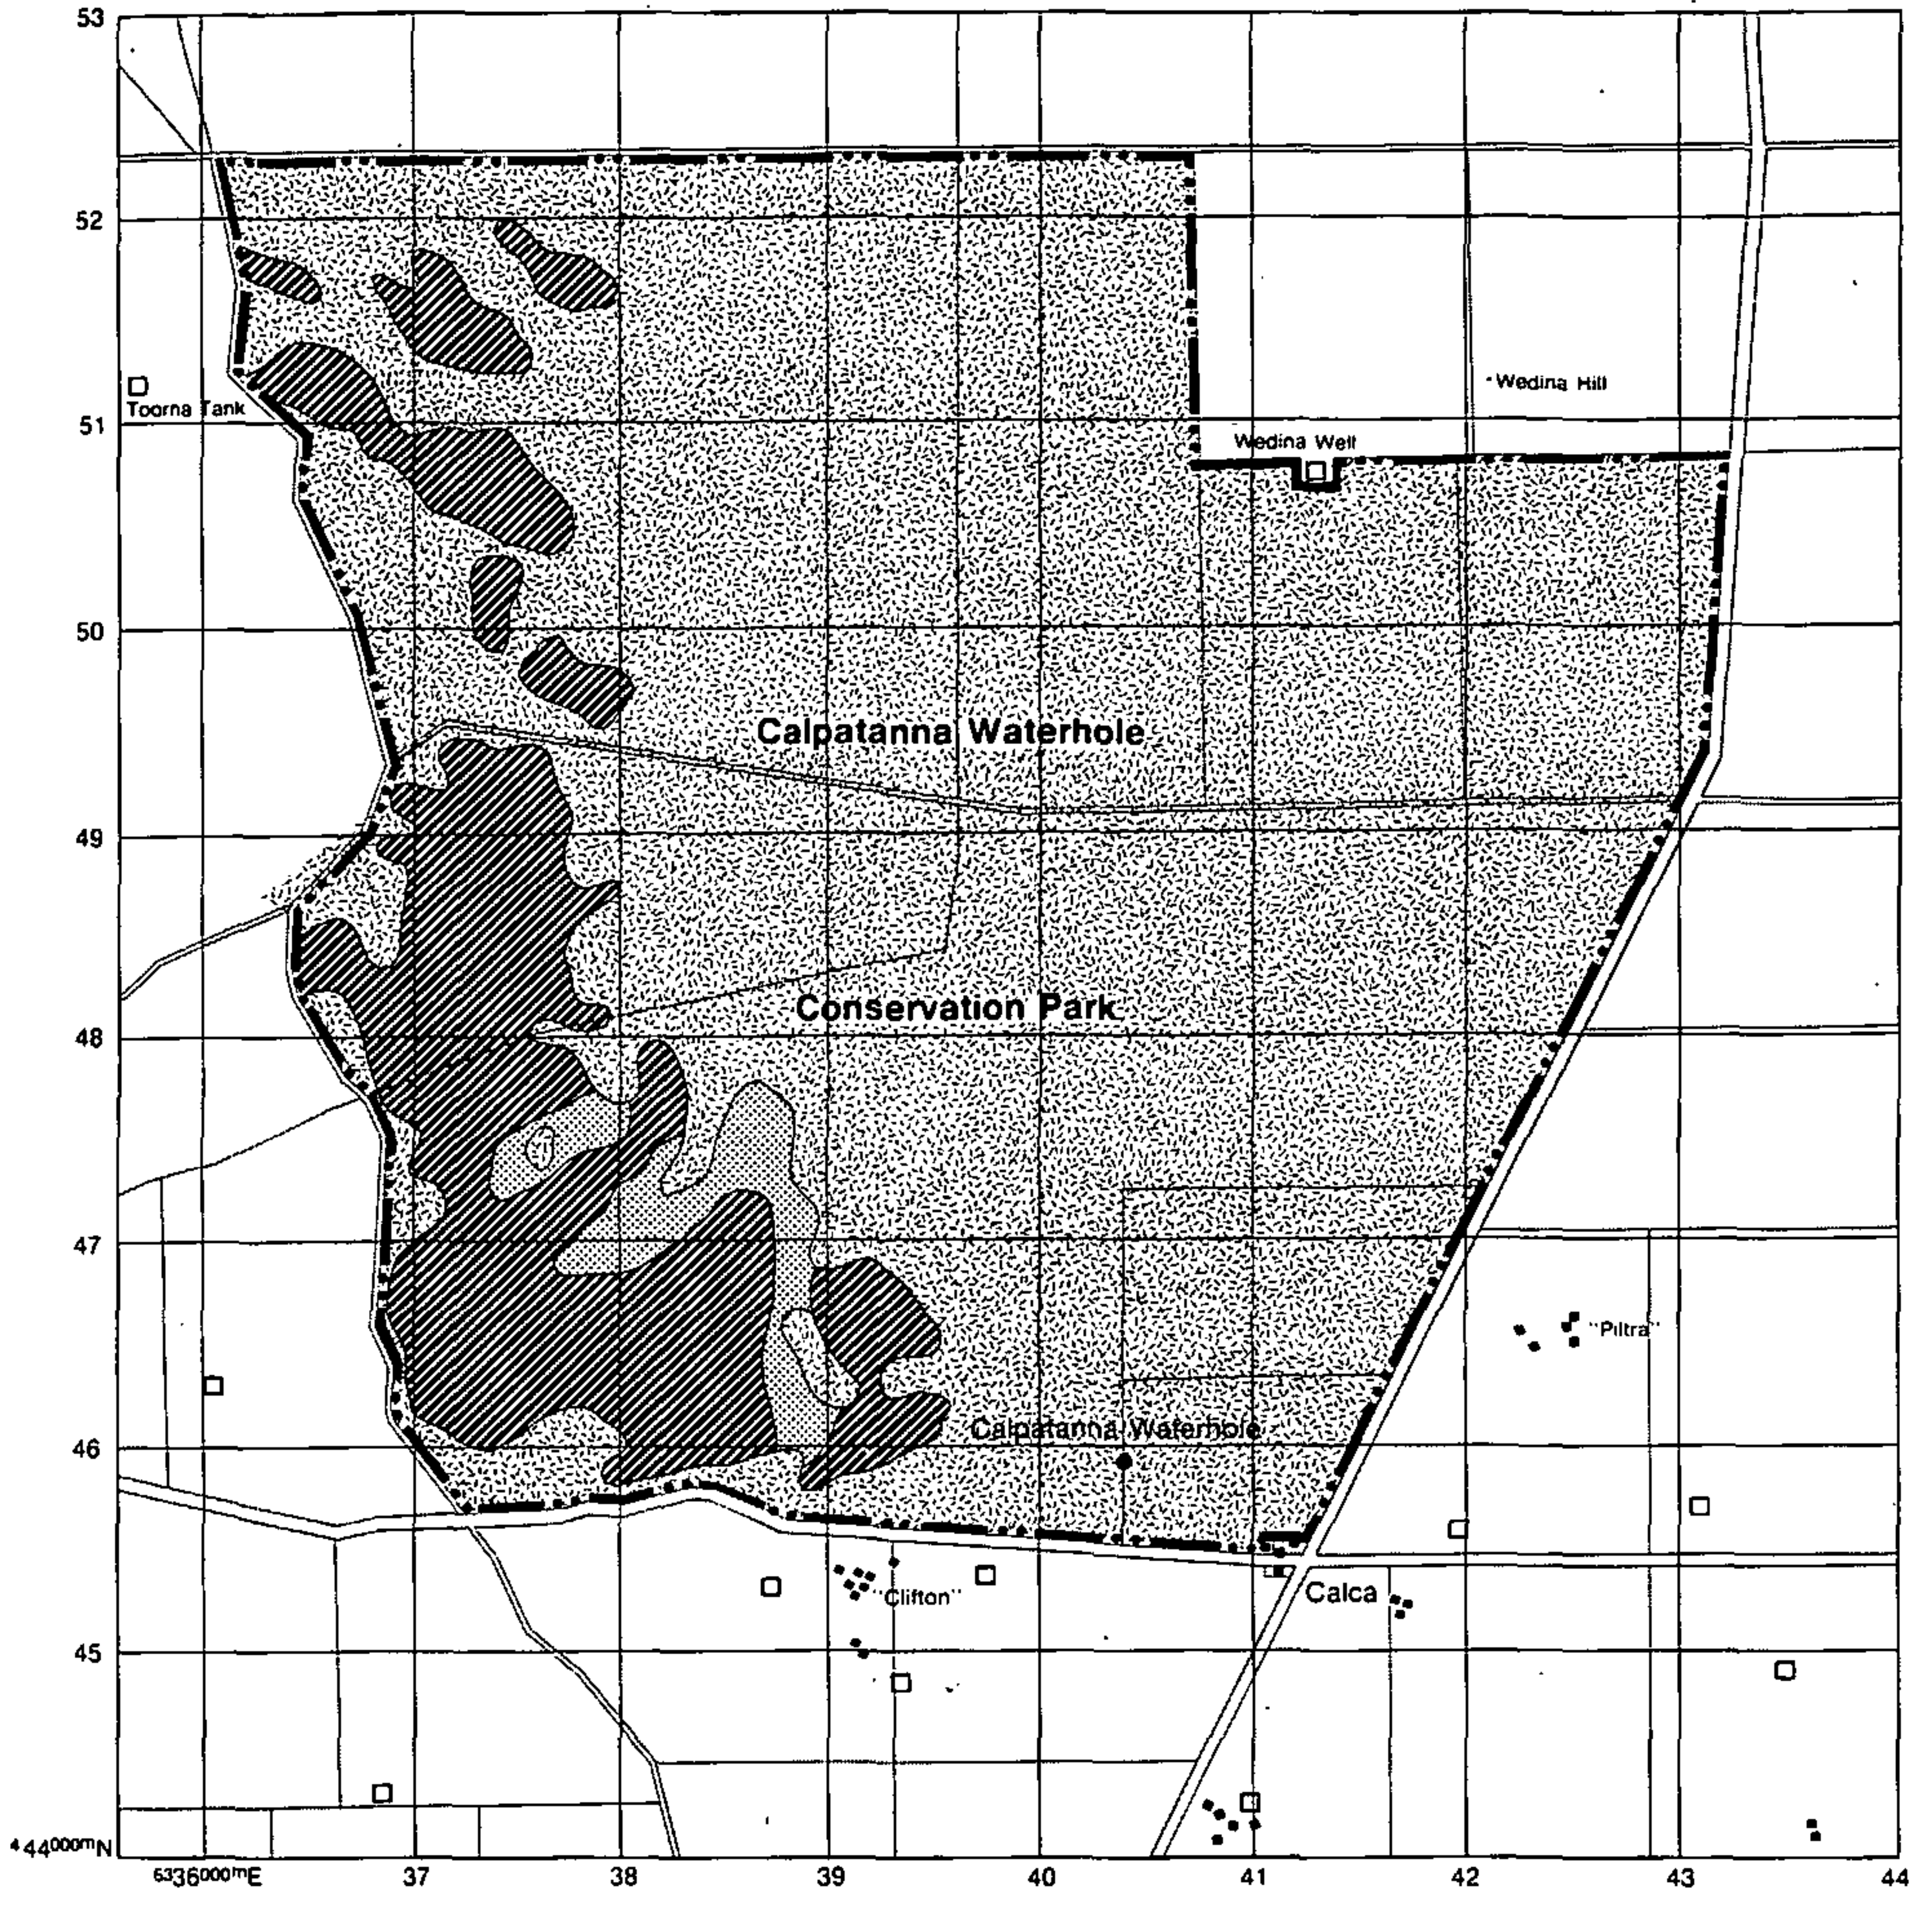 53
52
Wedina Hill
Toorna Tank
51
Wedina Well
50
Calpatanna Waterhole
49
Conservation Park
48
47
"Piltra"
46
Calpatanna Waterhole
"Clifton"
Calca
45
444000mN
6336000mE
37
38
39
40
41
42
43
44